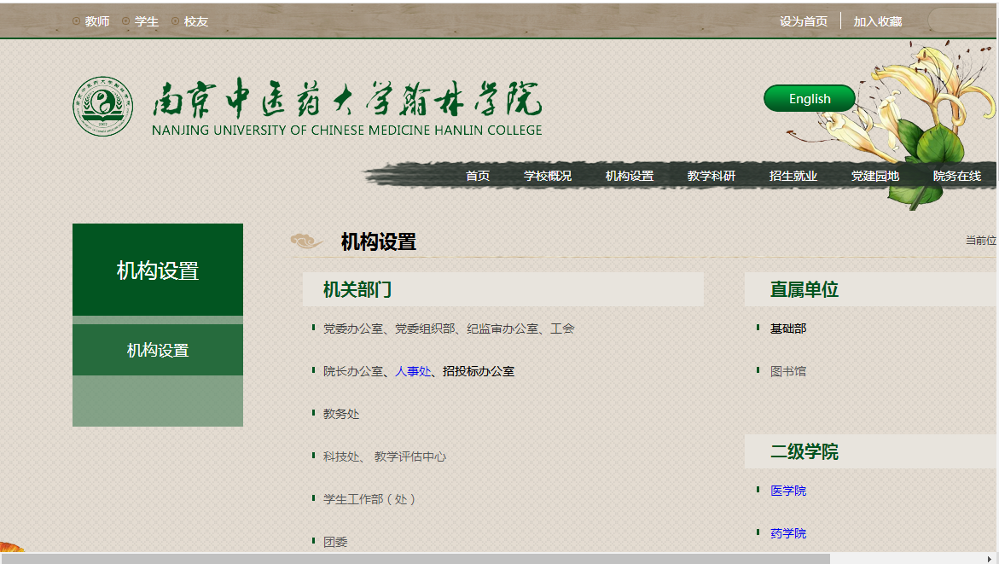 教师 学生 校友 设为首页 加入收藏
南京中医药大学翰林学院
NANJING UNIVERSITY OF CHINESE MEDICINE HANLIN COLLEGE
English
首页 学校概况 机构设置 教学科研 招生就业 党建园地 院务在线
机构设置
机构设置
机构设置
当前位
机关部门
党委办公室、党委组织部、纪监审办公室、工会
院长办公室、人事处、招投标办公室
教务处
科技处、 教学评估中心
学生工作部（处）
团委
直属单位
基础部
图书馆
二级学院
医学院
药学院